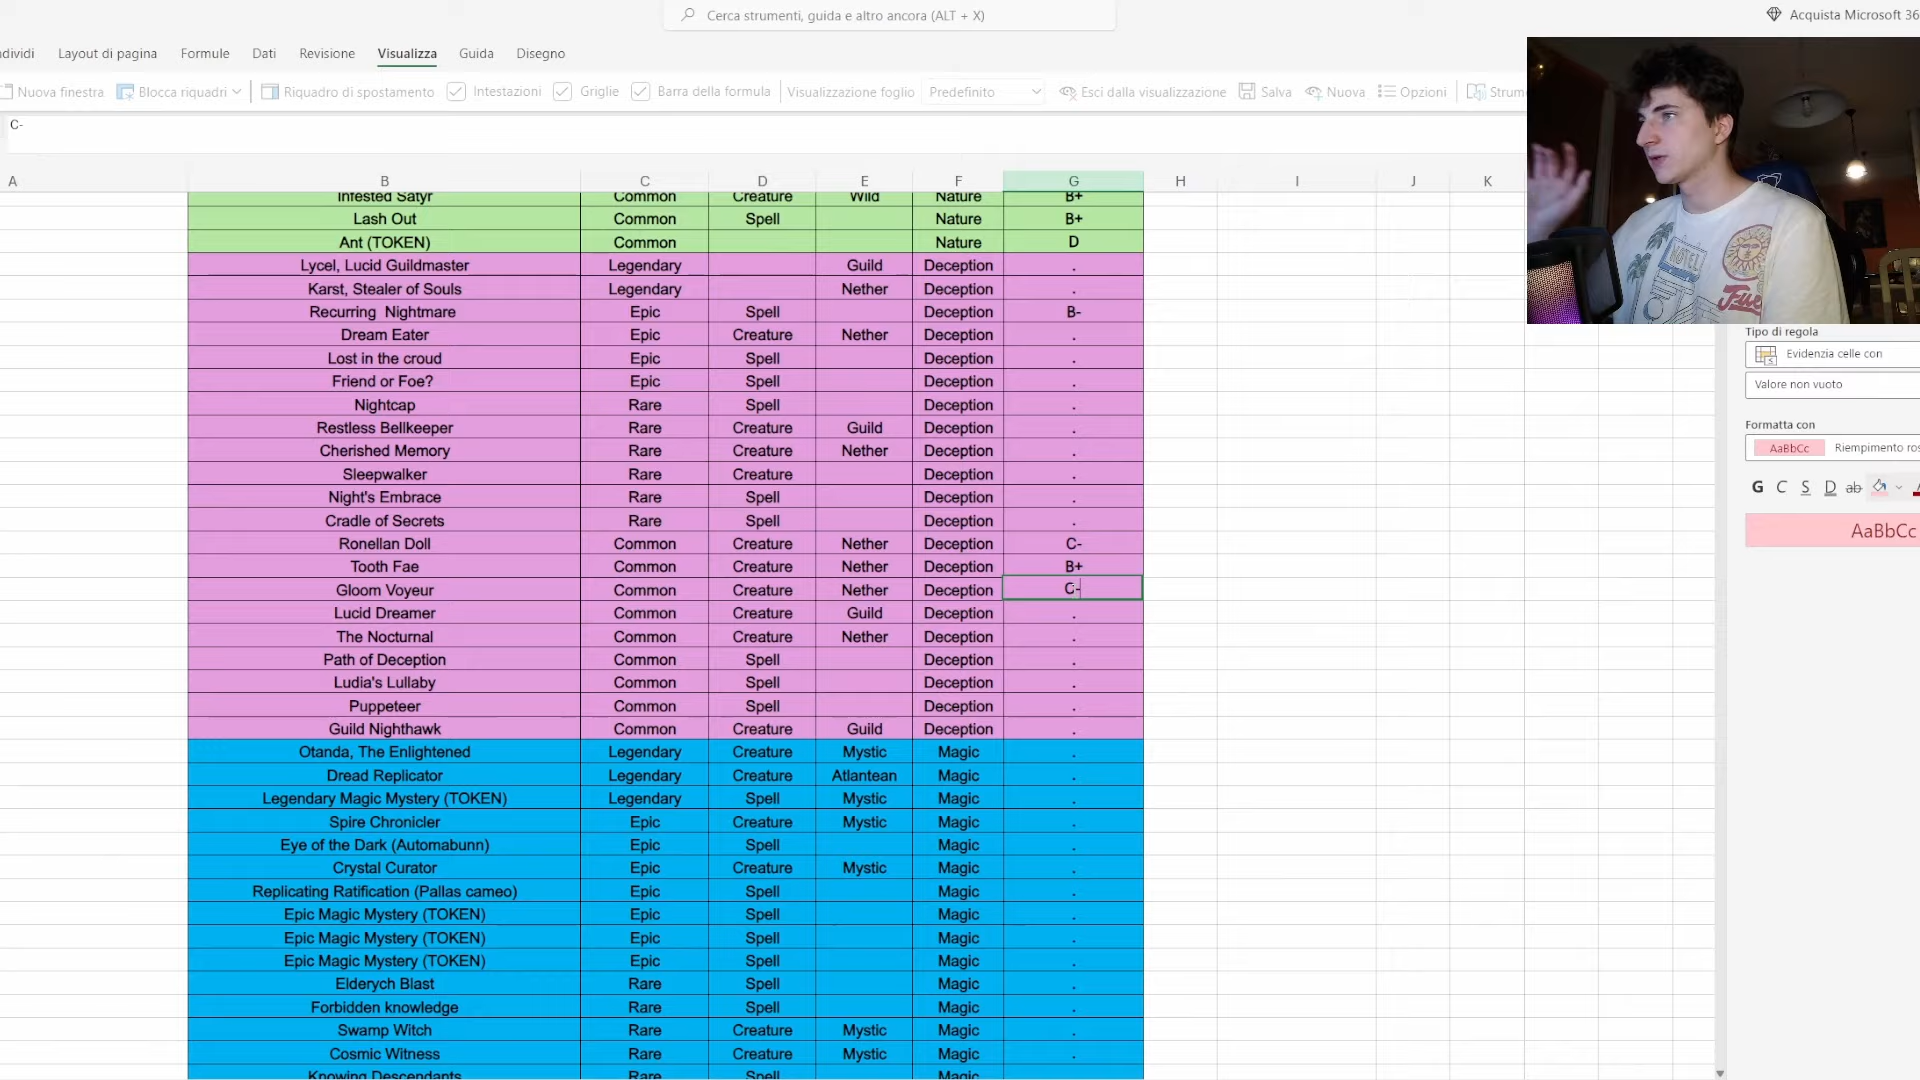 Cerca strumenti, guida e altro ancora (ALT + X)
Acquista Microsoft 36
ndividi Layout di pagina Formule Dati Revisione Visualizza Guida Disegno
Nuova finestra Blocca riquadri Riquadro di spostamento Intestazioni Griglie Barra della formula Visualizzazione foglio Predefinito Esci dalla visualizzazione Salva Nuova Opzioni Strum
C-
A B C D E F G H I J K
Infested Satyr Common Creature Wild Nature B+
Lash Out Common Spell Nature B+
Ant (TOKEN) Common Nature D
Lycel, Lucid Guildmaster Legendary Guild Deception .
Karst, Stealer of Souls Legendary Nether Deception .
Recurring Nightmare Epic Spell Deception B-
Dream Eater Epic Creature Nether Deception .
Lost in the croud Epic Spell Deception .
Friend or Foe? Epic Spell Deception .
Nightcap Rare Spell Deception .
Restless Bellkeeper Rare Creature Guild Deception .
Cherished Memory Rare Creature Nether Deception .
Sleepwalker Rare Creature Deception .
Night's Embrace Rare Spell Deception .
Cradle of Secrets Rare Spell Deception .
Ronellan Doll Common Creature Nether Deception C-
Tooth Fae Common Creature Nether Deception B+
Gloom Voyeur Common Creature Nether Deception C-
Lucid Dreamer Common Creature Guild Deception .
The Nocturnal Common Creature Nether Deception .
Path of Deception Common Spell Deception .
Ludia's Lullaby Common Spell Deception .
Puppeteer Common Spell Deception .
Guild Nighthawk Common Creature Guild Deception .
Otanda, The Enlightened Legendary Creature Mystic Magic .
Dread Replicator Legendary Creature Atlantean Magic .
Legendary Magic Mystery (TOKEN) Legendary Spell Mystic Magic .
Spire Chronicler Epic Creature Mystic Magic .
Eye of the Dark (Automabunn) Epic Spell Magic .
Crystal Curator Epic Creature Mystic Magic .
Replicating Ratification (Pallas cameo) Epic Spell Magic .
Epic Magic Mystery (TOKEN) Epic Spell Magic .
Epic Magic Mystery (TOKEN) Epic Spell Magic .
Epic Magic Mystery (TOKEN) Epic Spell Magic .
Elderych Blast Rare Spell Magic .
Forbidden knowledge Rare Spell Magic .
Swamp Witch Rare Creature Mystic Magic .
Cosmic Witness Rare Creature Mystic Magic .
Knowing Descendants Rare Spell Magic
HOTEL
Tipo di regola
Evidenzia celle con
Valore non vuoto
Formatta con
AaBbCc Riempimento ros
G C S D ab
AaBbCc